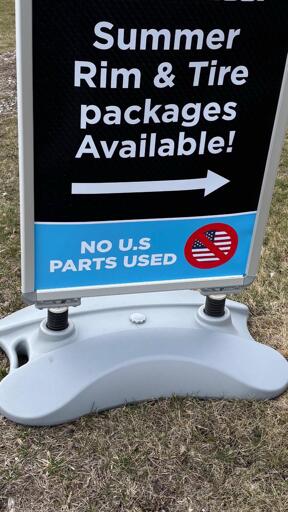 Summer
Rim & Tire
packages
Available!
NO U.S
PARTS USED